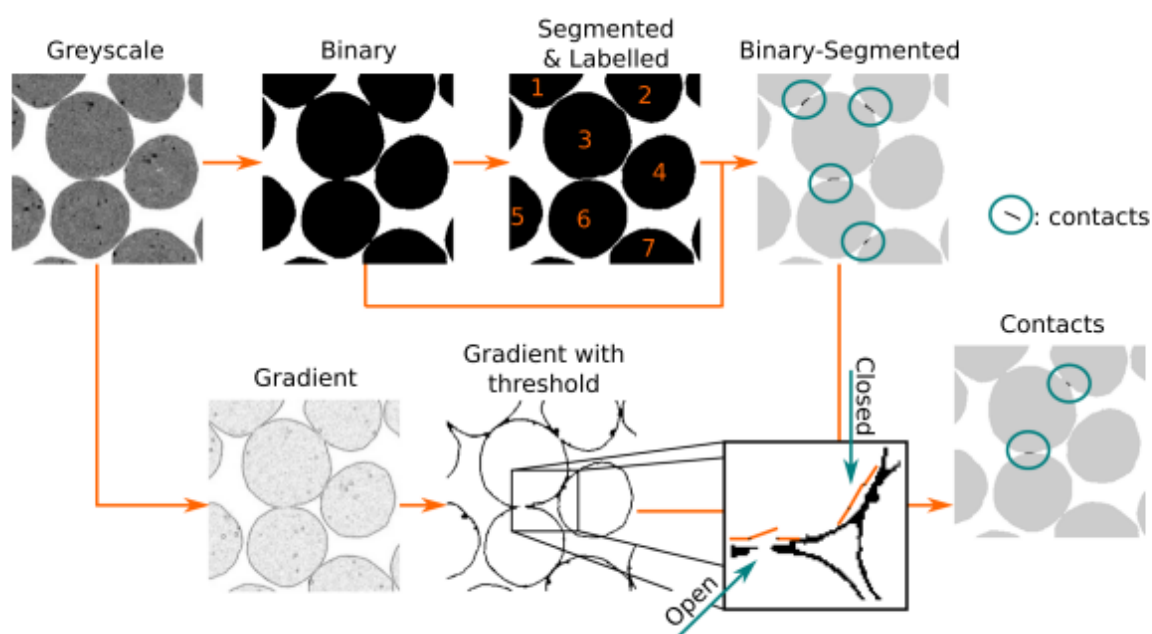 Greyscale
Binary
Segmented
& Labelled
Binary-Segmented
1
2
3
4
5
6
7
: contacts
Gradient
Gradient with
threshold
Closed
Open
Contacts